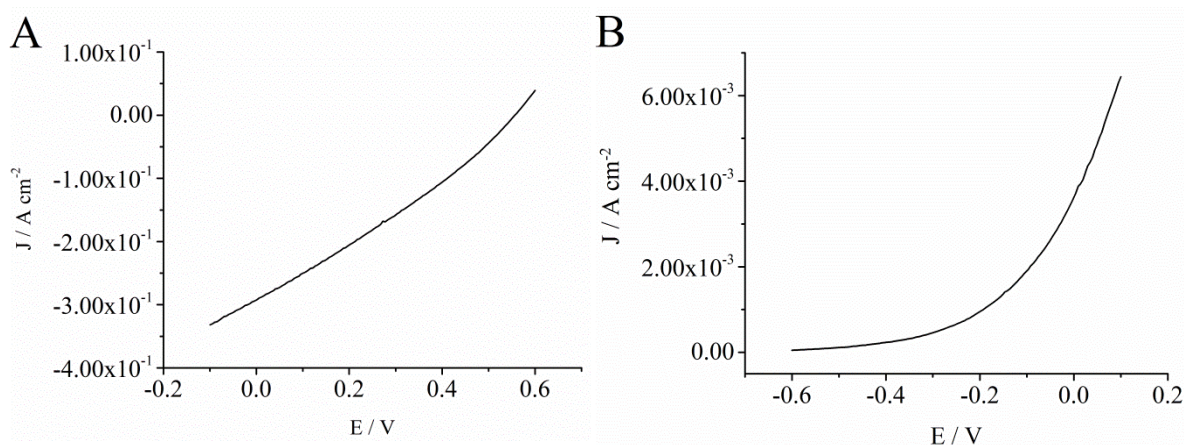 A
1.00x10⁻¹
0.00
-1.00x10⁻¹
-2.00x10⁻¹
-3.00x10⁻¹
-4.00x10⁻¹
J / A cm⁻²
-0.2 0.0 0.2 0.4 0.6
E / V
B
6.00x10⁻³
4.00x10⁻³
2.00x10⁻³
0.00
J / A cm⁻²
-0.6 -0.4 -0.2 0.0 0.2
E / V